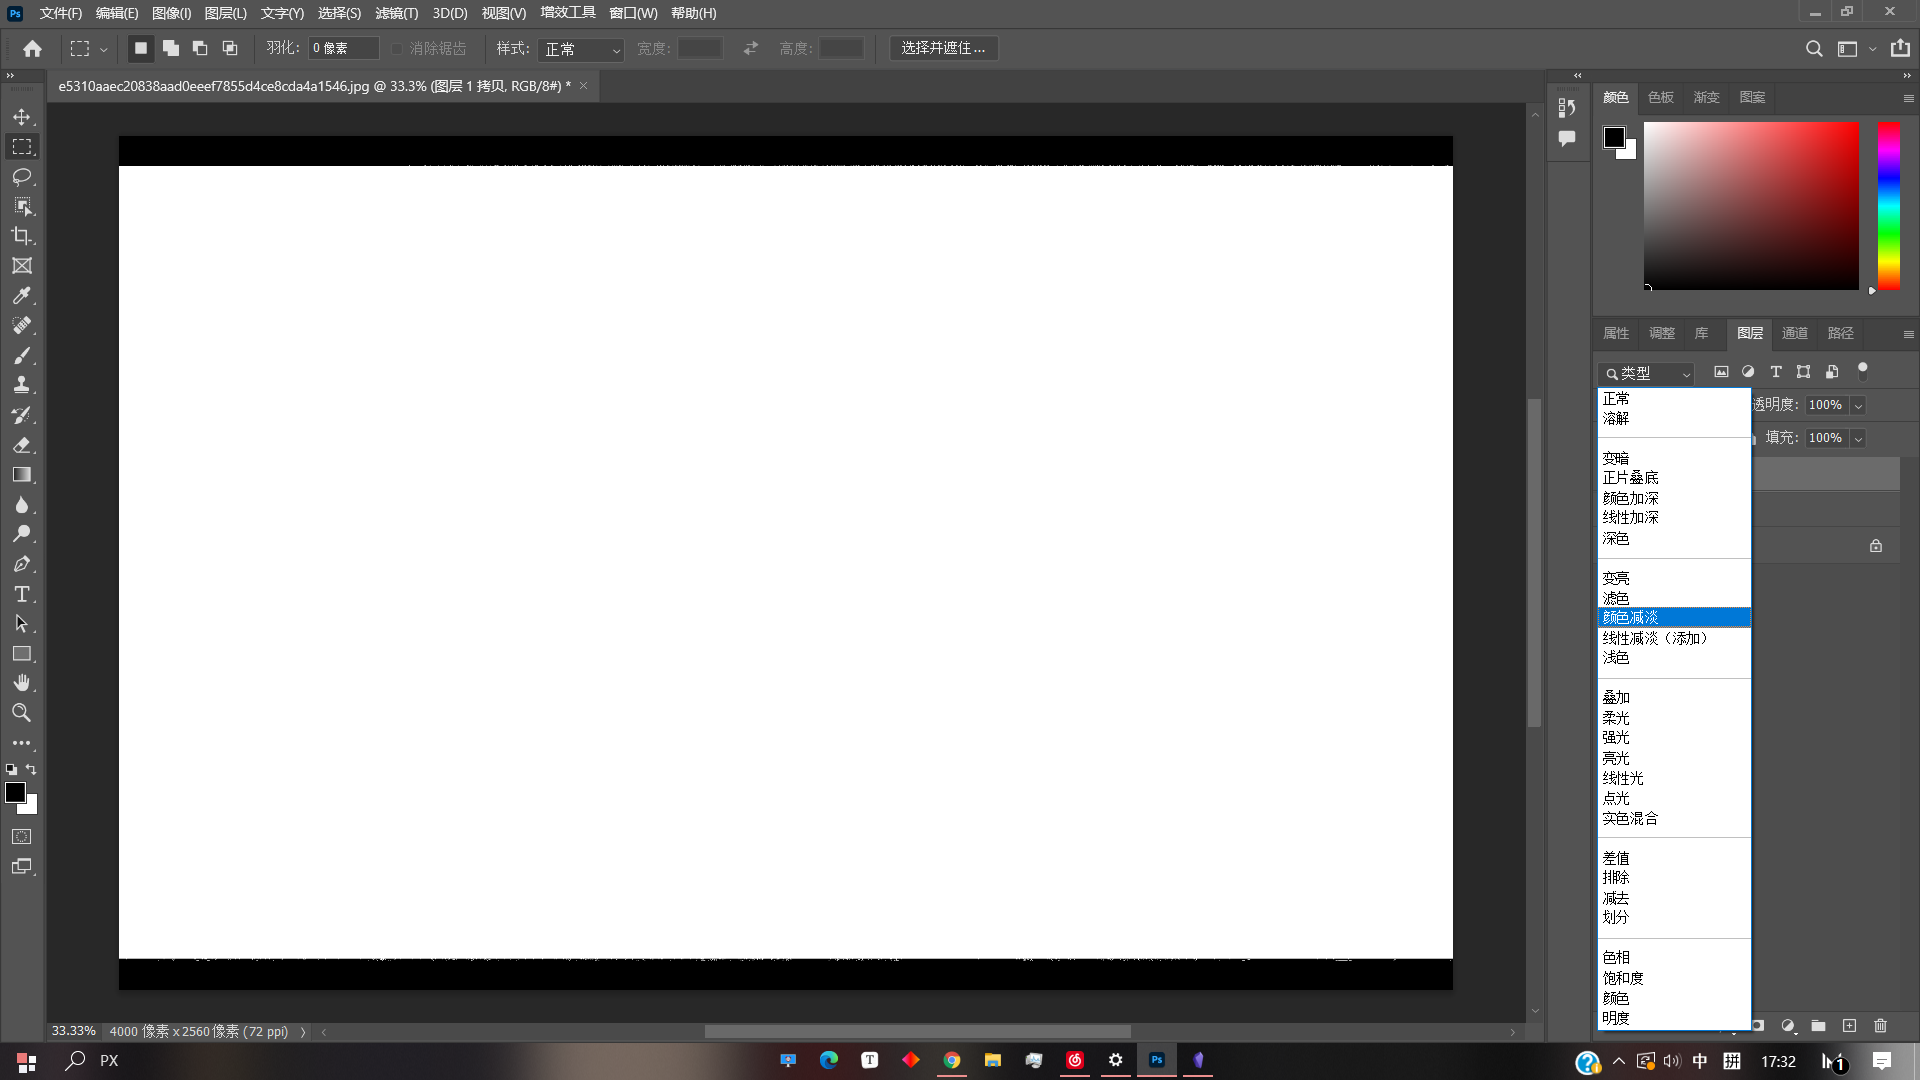 Ps 文件(F) 编辑(E) 图像(I) 图层(L) 文字(Y) 选择(S) 滤镜(T) 3D(D) 视图(V) 增效工具 窗口(W) 帮助(H)
羽化: 0 像素 消除锯齿 样式: 正常 宽度: 高度: 选择并遮住...
e5310aaec20838aad0eeef7855d4ce8cda4a1546.jpg @ 33.3% (图层 1 拷贝, RGB/8#) *
颜色 色板 渐变 图案
属性 调整 库 图层 通道 路径
类型
透明度: 100%
填充: 100%
正常
溶解
变暗
正片叠底
颜色加深
线性加深
深色
变亮
滤色
颜色减淡
线性减淡（添加）
浅色
叠加
柔光
强光
亮光
线性光
点光
实色混合
差值
排除
减去
划分
色相
饱和度
颜色
明度
33.33% 4000 像素 x 2560 像素 (72 ppi)
PX
T
Ps
中
拼
17:32
1